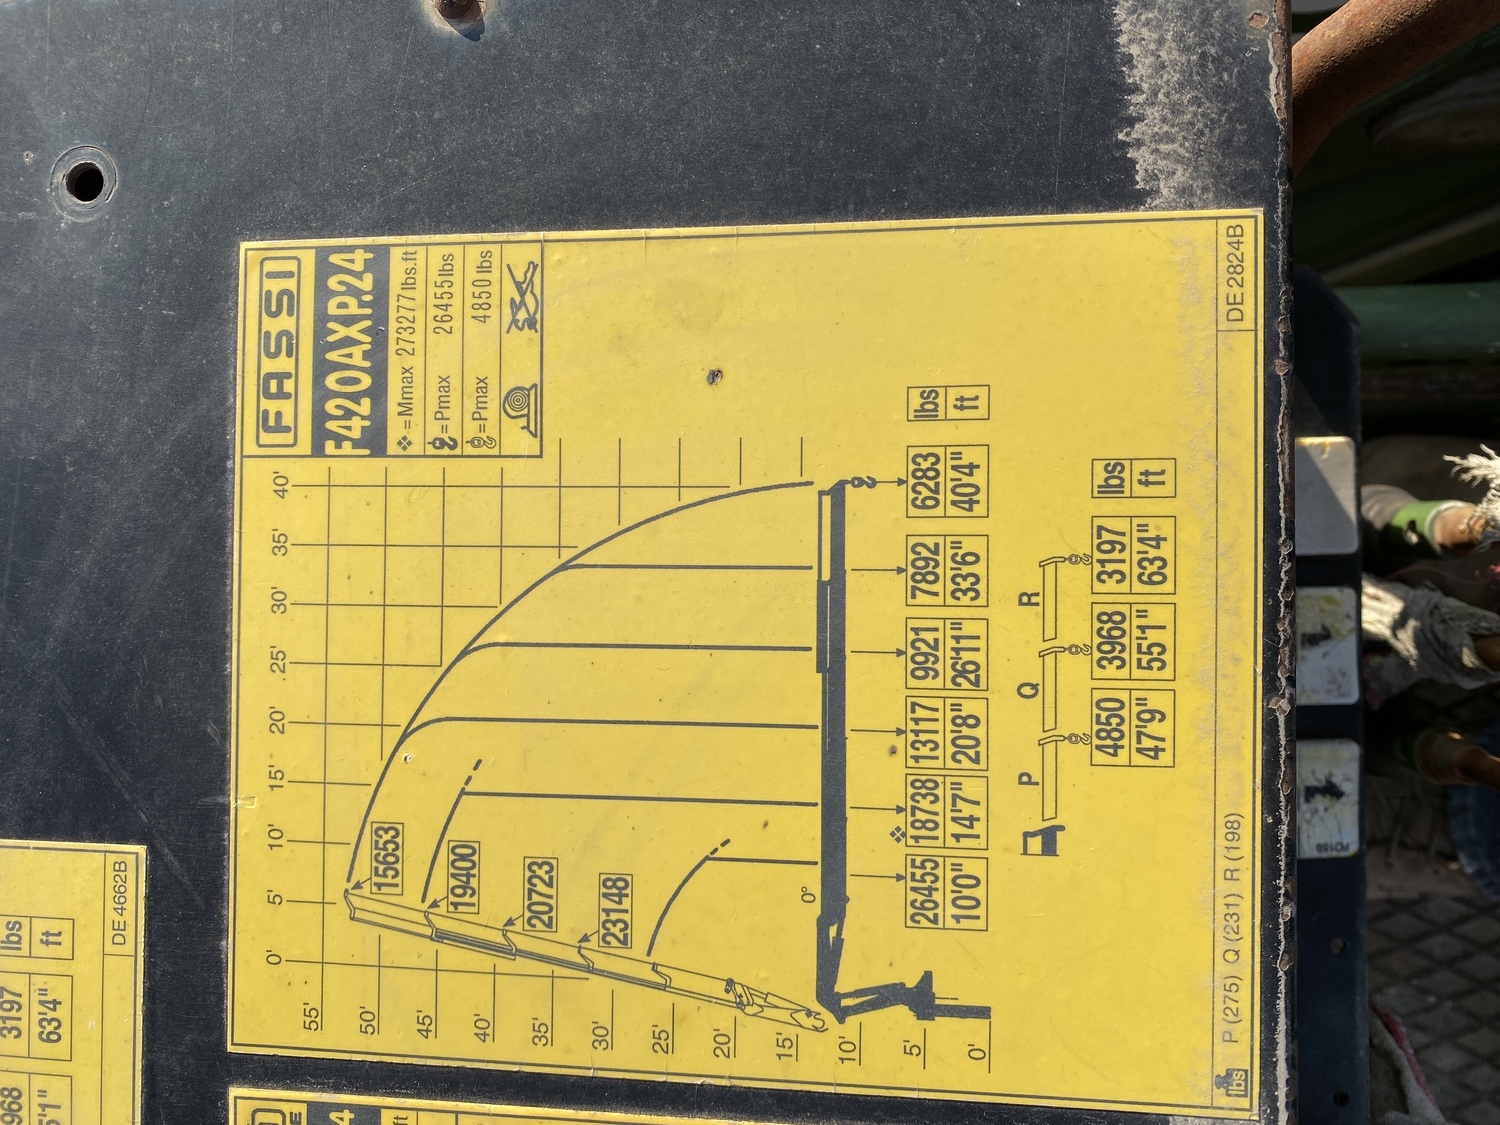 FASSI
F420AXP.24
❖ = Mmax 273277 lbs.ft
= Pmax 26455 lbs
= Pmax 4850 lbs
55'
50'
45'
40'
35'
30'
25'
20'
15'
10'
5'
0'
0' 5' 10' 15' 20' 25' 30' 35' 40'
15653
19400
20723
23148
0°
❖
26455 18738 13117 9921 7892 6283 lbs
10'0" 14'7" 20'8" 26'11" 33'6" 40'4" ft
P Q R
4850 3968 3197 lbs
47'9" 55'1" 63'4" ft
P (275) Q (231) R (198)
lbs
DE 2824B
3197 lbs
63'4" ft
DE 4662B